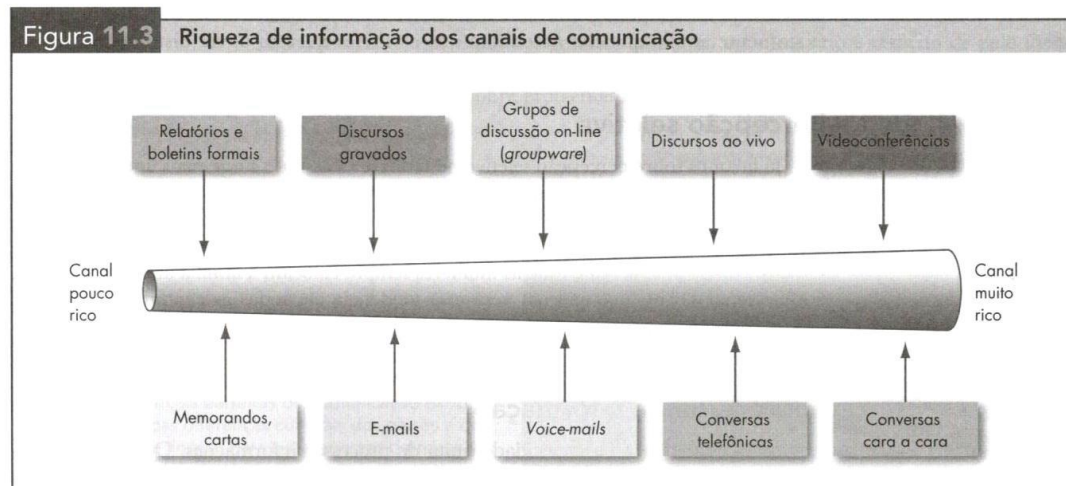 Figura 11.3 Riqueza de informação dos canais de comunicação
Relatórios e
boletins formais
Discursos
gravados
Grupos de
discussão on-line
(groupware)
Discursos ao vivo
Videoconferências
Canal
pouco
rico
Canal
muito
rico
Memorandos,
cartas
E-mails
Voice-mails
Conversas
telefônicas
Conversas
cara a cara